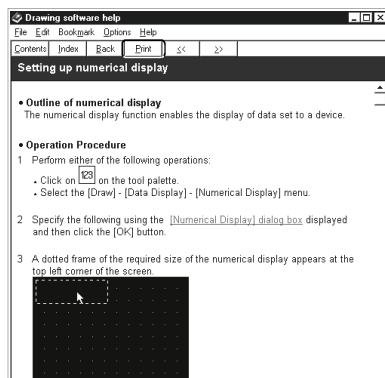 Drawing software help
File Edit Bookmark Options Help
Contents Index Back Print << >>
Setting up numerical display
• Outline of numerical display
The numerical display function enables the display of data set to a device.
• Operation Procedure
1 Perform either of the following operations:
• Click on 123 on the tool palette.
• Select the [Draw] - [Data Display] - [Numerical Display] menu.
2 Specify the following using the [Numerical Display] dialog box displayed
and then click the [OK] button.
3 A dotted frame of the required size of the numerical display appears at the
top left corner of the screen.